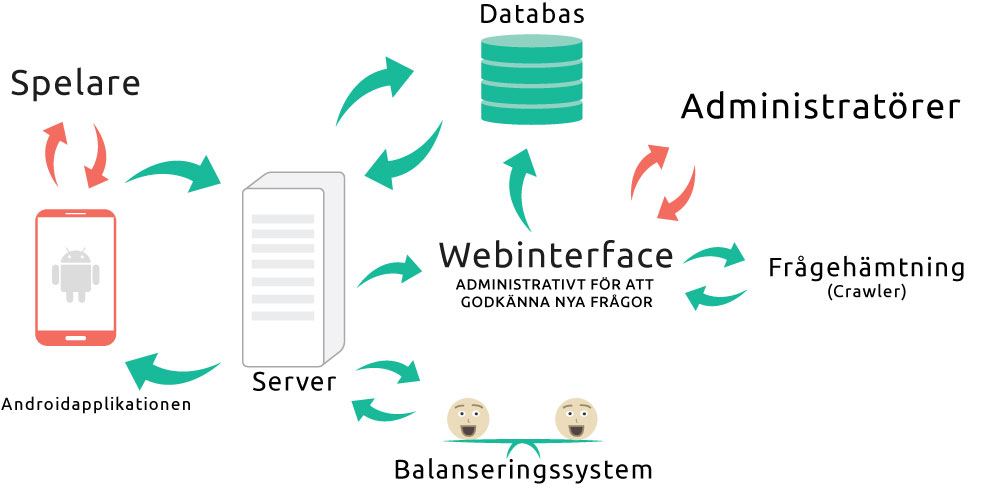 Databas
Spelare
Administratörer
Webinterface
ADMINISTRATIVT FÖR ATT
GODKÄNNA NYA FRÅGOR
Frågehämtning
(Crawler)
Server
Androidapplikationen
Balanseringssystem